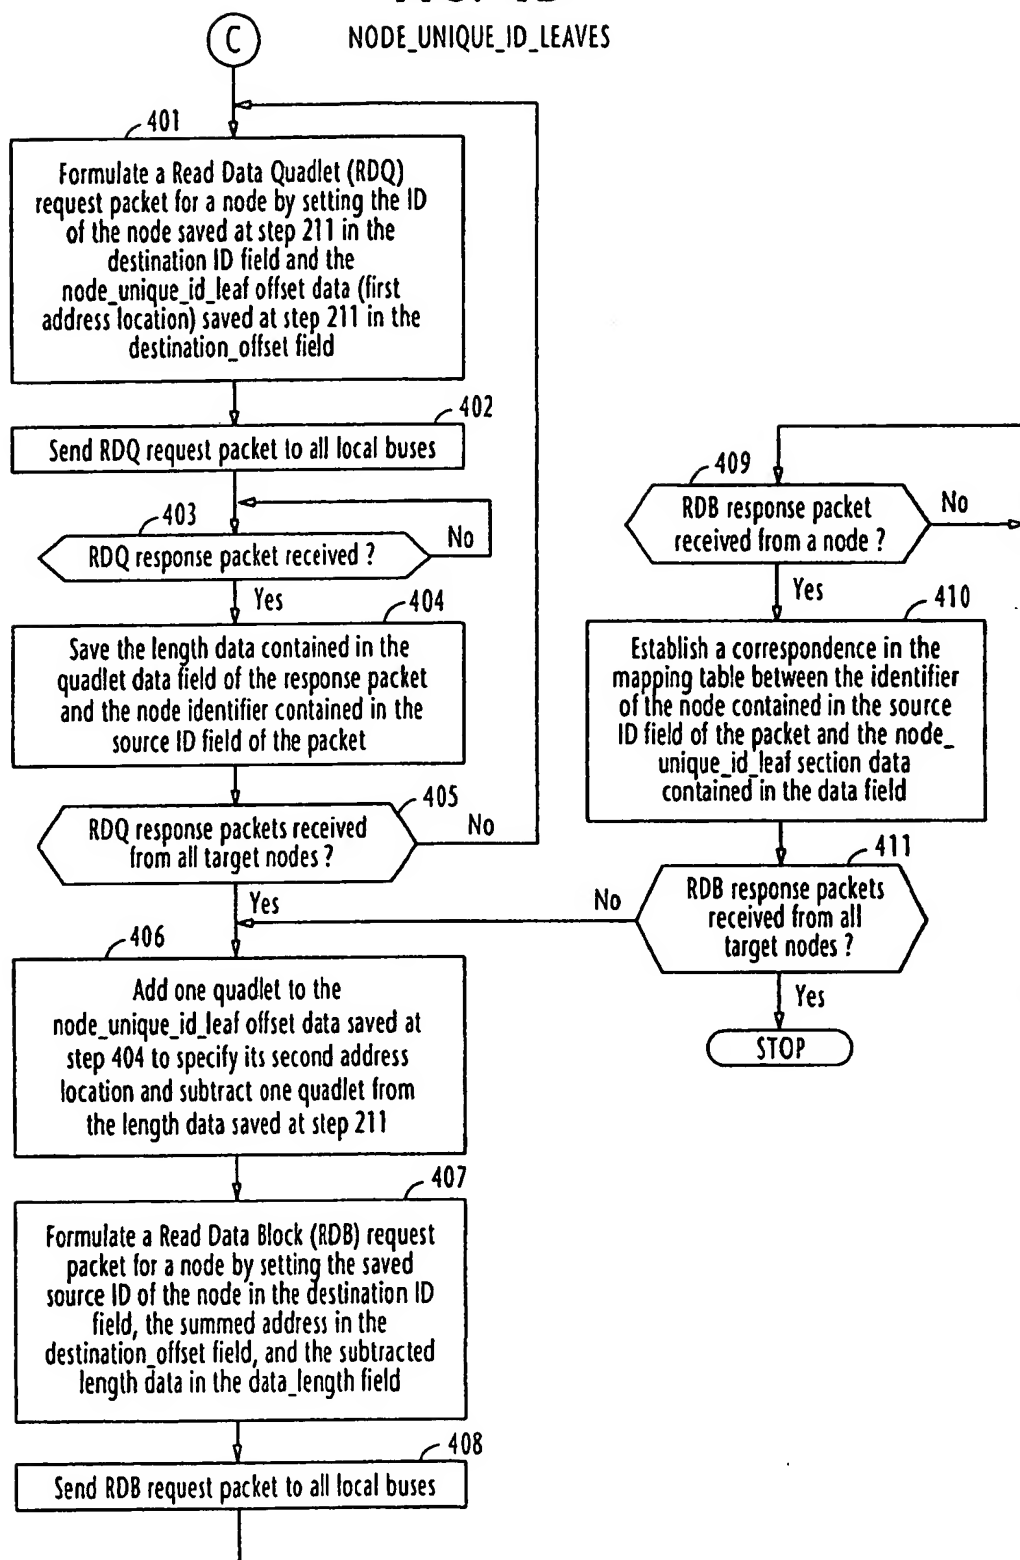 C
NODE_UNIQUE_ID_LEAVES
401
Formulate a Read Data Quadlet (RDQ)
request packet for a node by setting the ID
of the node saved at step 211 in the
destination ID field and the
node_unique_id_leaf offset data (first
address location) saved at step 211 in the
destination_offset field
402
Send RDQ request packet to all local buses
403
RDQ response packet received ?
No
Yes
404
Save the length data contained in the
quadlet data field of the response packet
and the node identifier contained in the
source ID field of the packet
405
RDQ response packets received
from all target nodes ?
No
Yes
406
Add one quadlet to the
node_unique_id_leaf offset data saved at
step 404 to specify its second address
location and subtract one quadlet from
the length data saved at step 211
407
Formulate a Read Data Block (RDB) request
packet for a node by setting the saved
source ID of the node in the destination ID
field, the summed address in the
destination_offset field, and the subtracted
length data in the data_length field
408
Send RDB request packet to all local buses
409
RDB response packet
received from a node ?
No
Yes
410
Establish a correspondence in the
mapping table between the identifier
of the node contained in the source
ID field of the packet and the node_
unique_id_leaf section data
contained in the data field
411
RDB response packets
received from all
target nodes ?
No
Yes
STOP